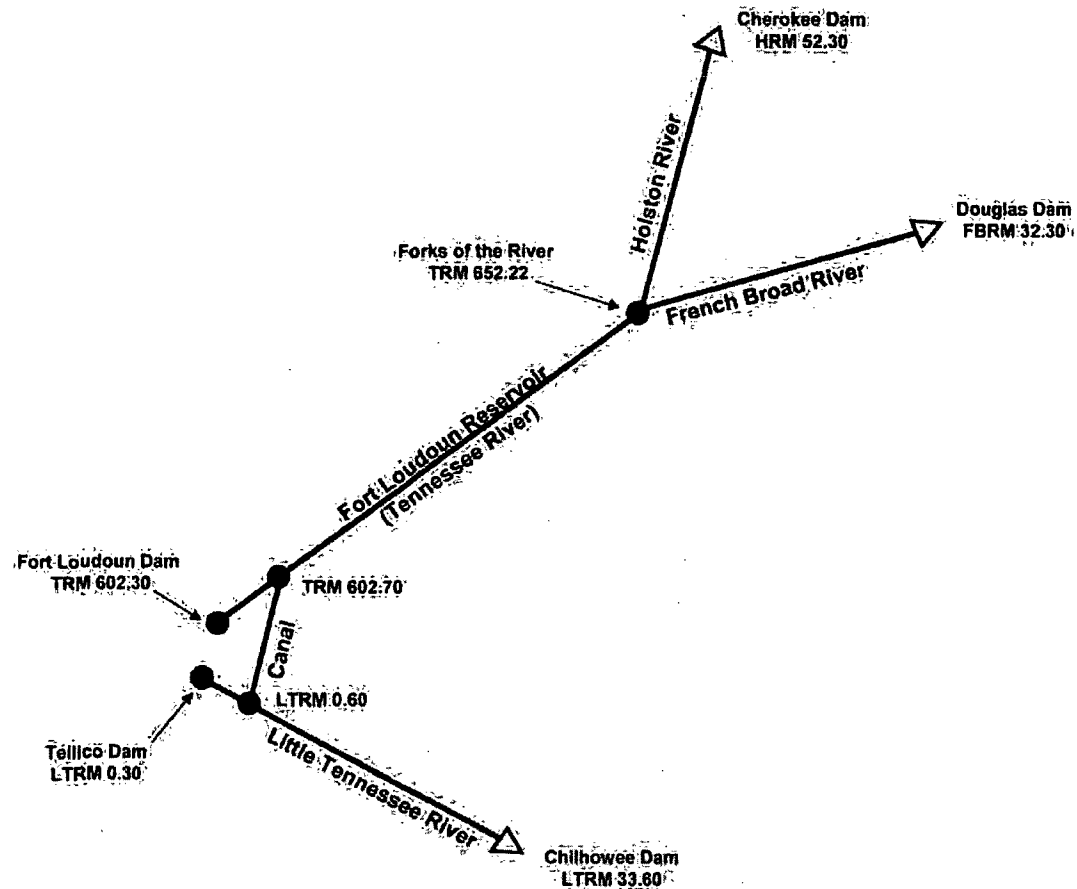 Cherokee Dam
HRM 52.30
Holston River
Douglas Dam
FBRM 32.30
Forks of the River
TRM 652.22
French Broad River
Fort Loudoun Reservoir
(Tennessee River)
Fort Loudoun Dam
TRM 602.30
TRM 602.70
Canal
LTRM 0.60
Tellico Dam
LTRM 0.30
Little Tennessee River
Chilhowee Dam
LTRM 33.60